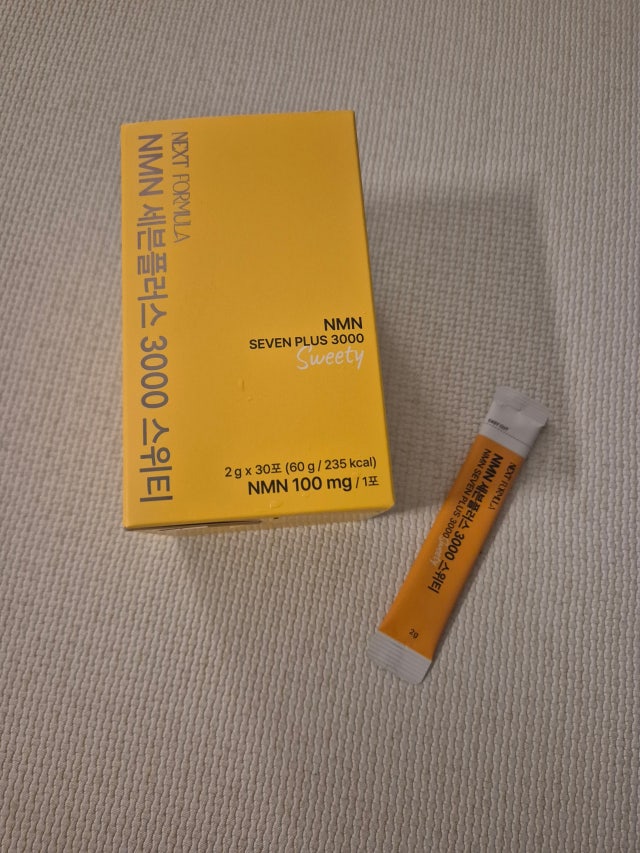 NEXT FORMULA
NMN 세븐플러스 3000 스위티
NMN
SEVEN PLUS 3000
Sweety
2 g x 30포 (60 g / 235 kcal)
NMN 100 mg / 1포
NEXT FORMULA
NMN 세븐플러스 3000 스위티
NMN SEVEN PLUS 3000 Sweety
2g